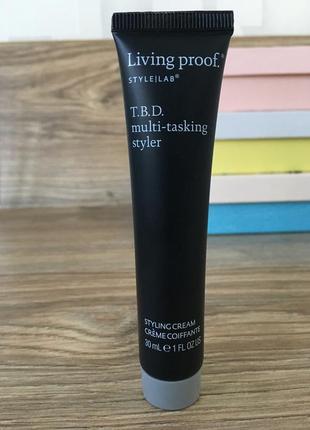 Living proof.®
STYLE|LAB®
T.B.D.
multi-tasking
styler
STYLING CREAM
CRÈME COIFFANTE
30 mL ℮ 1 FL OZ US